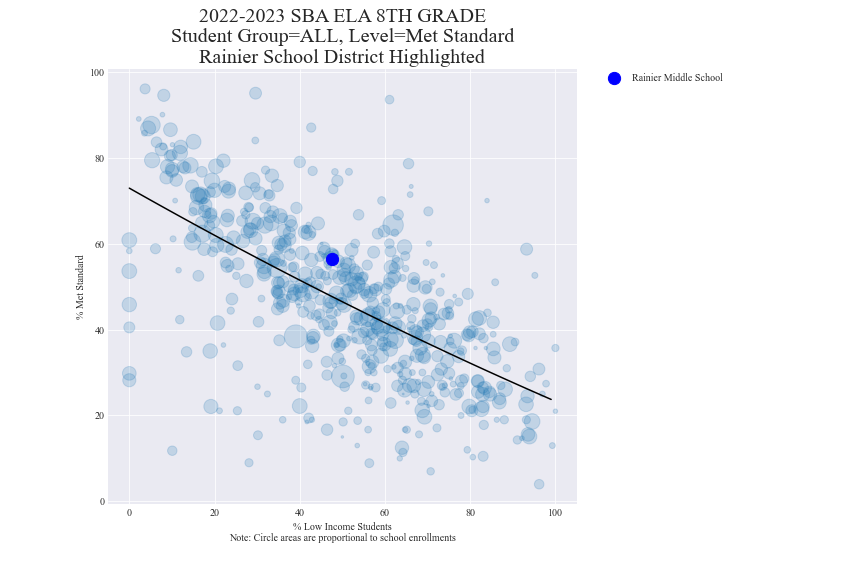 2022-2023 SBA ELA 8TH GRADE
Student Group=ALL, Level=Met Standard
Rainier School District Highlighted
Rainier Middle School
% Met Standard
100
80
60
40
20
0
0 20 40 60 80 100
% Low Income Students
Note: Circle areas are proportional to school enrollments